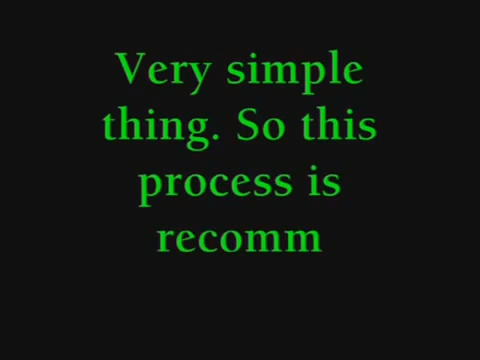 Very simple
thing. So this
process is
recomm